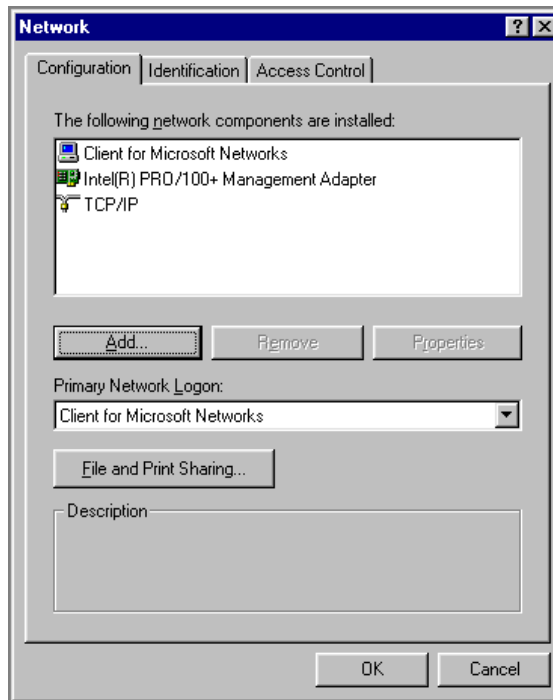 Network
Configuration Identification Access Control
The following network components are installed:
Client for Microsoft Networks
Intel(R) PRO/100+ Management Adapter
TCP/IP
Add... Remove Properties
Primary Network Logon:
Client for Microsoft Networks
File and Print Sharing...
Description
OK Cancel